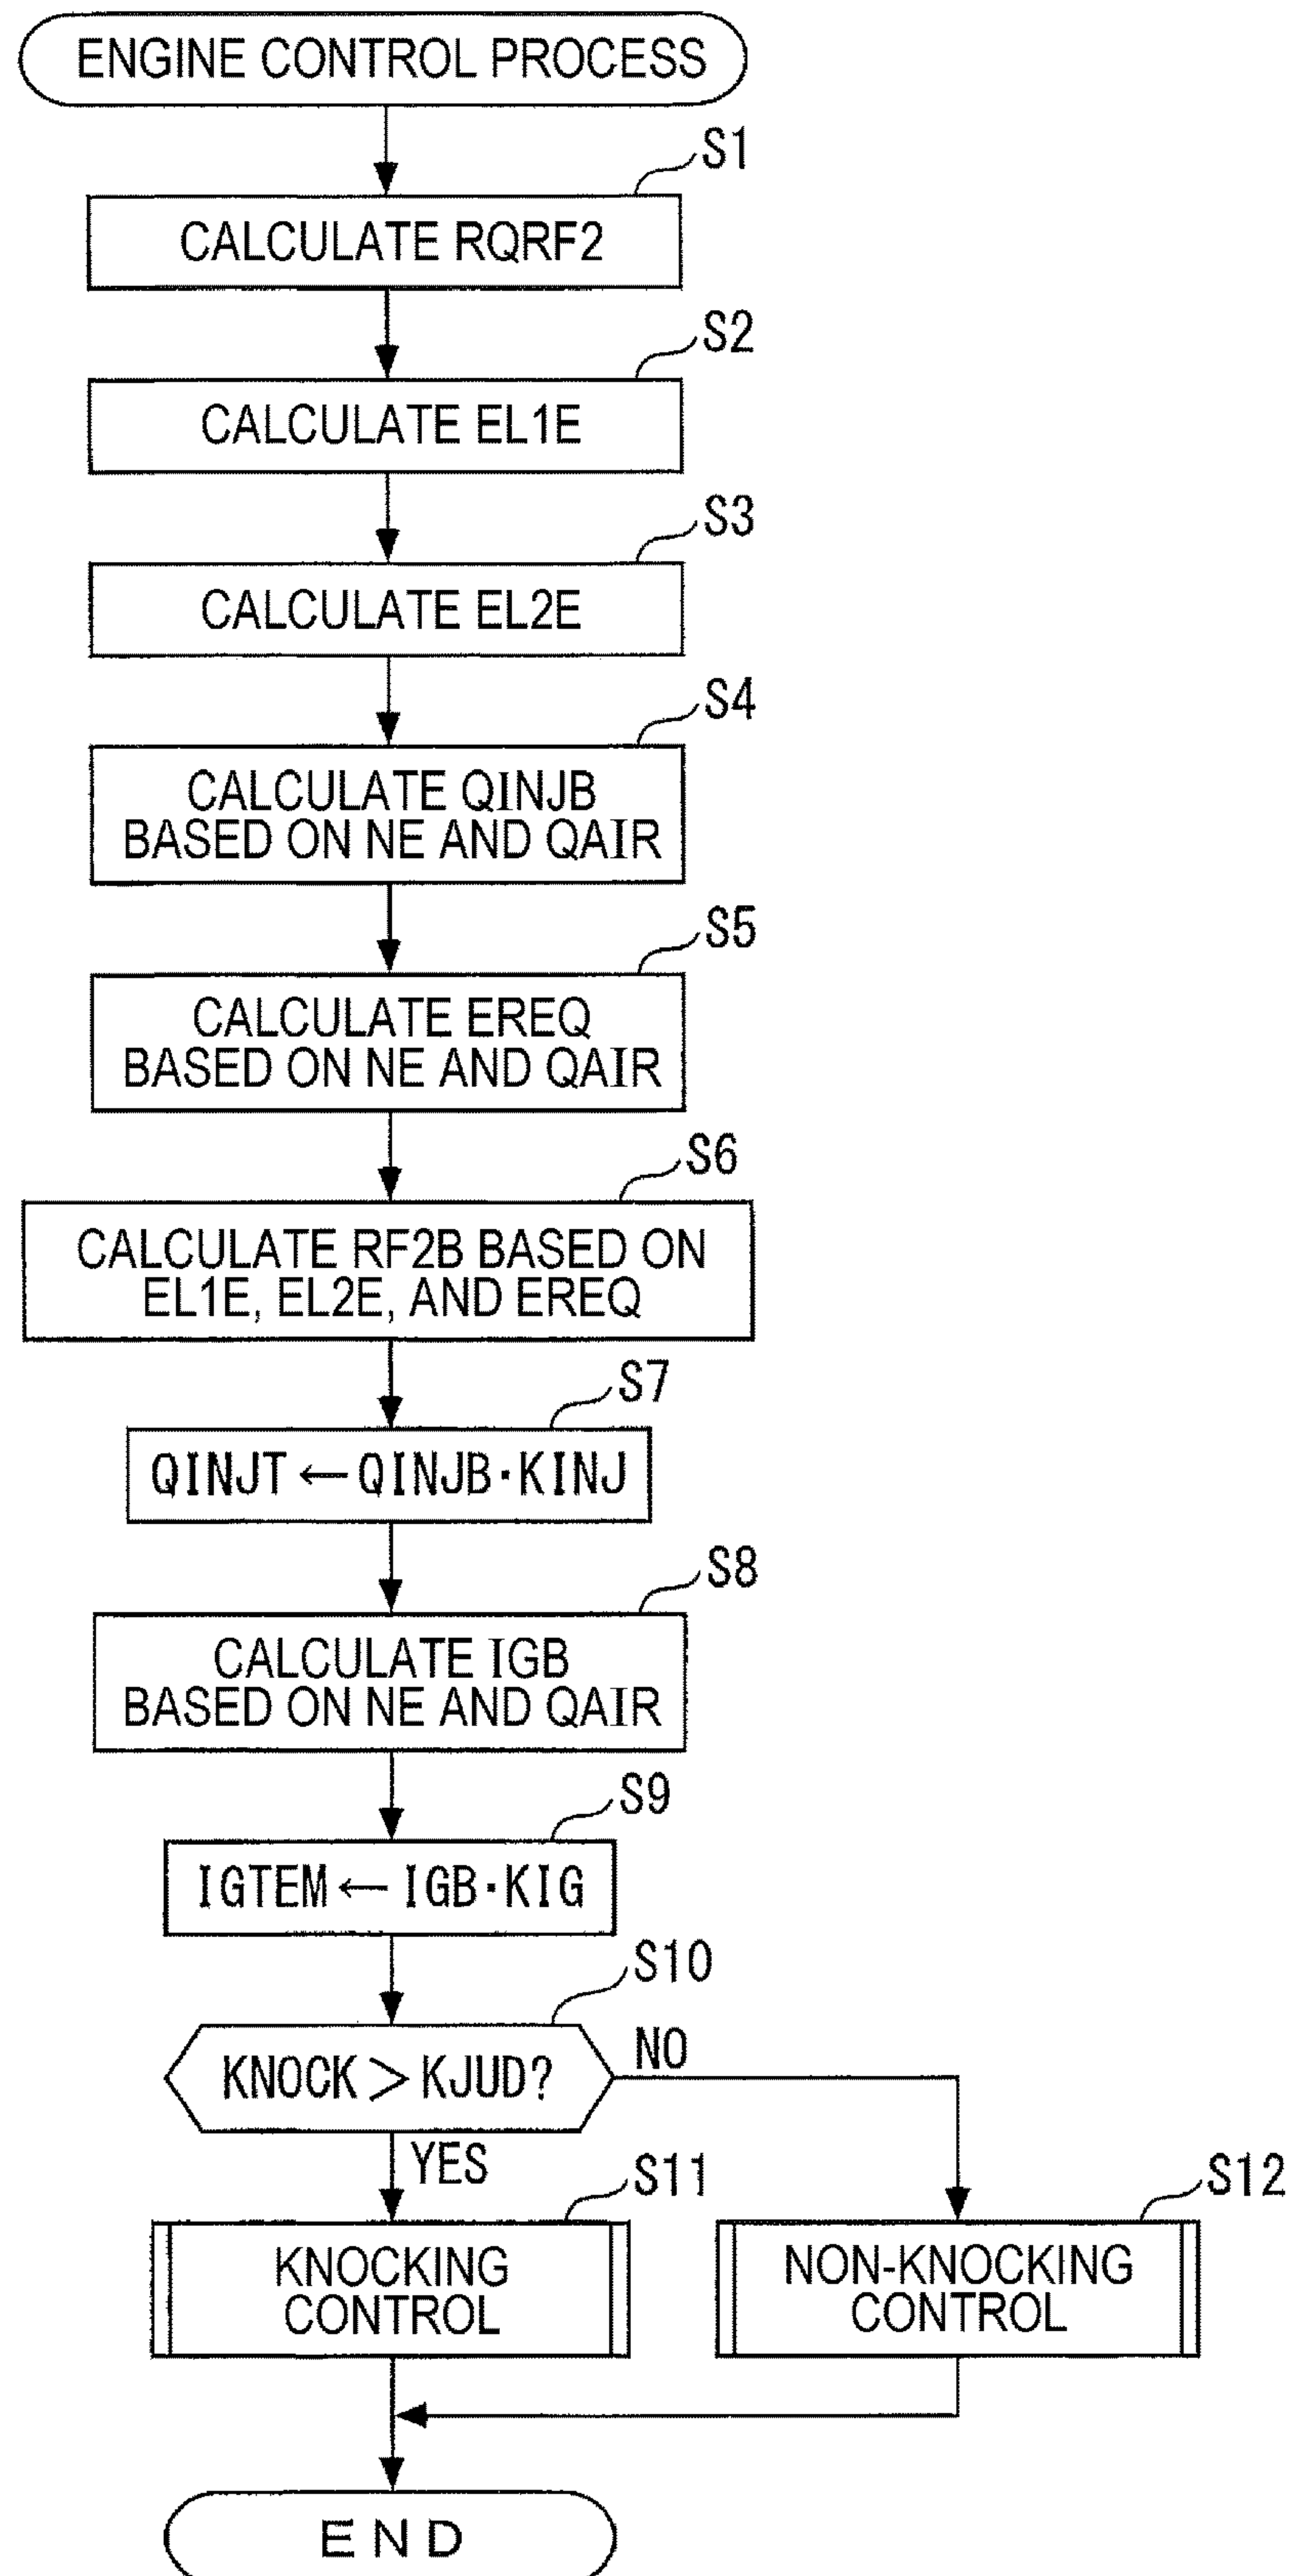 ENGINE CONTROL PROCESS
S1
CALCULATE RQRF2
S2
CALCULATE EL1E
S3
CALCULATE EL2E
S4
CALCULATE QINJB
BASED ON NE AND QAIR
S5
CALCULATE EREQ
BASED ON NE AND QAIR
S6
CALCULATE RF2B BASED ON
EL1E, EL2E, AND EREQ
S7
QINJT ← QINJB·KINJ
S8
CALCULATE IGB
BASED ON NE AND QAIR
S9
IGTEM ← IGB·KIG
S10
KNOCK > KJUD?
NO
YES
S11
S12
KNOCKING
CONTROL
NON-KNOCKING
CONTROL
END